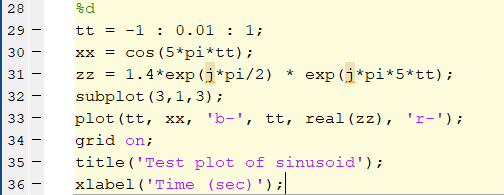 28 %d
29 – tt = -1 : 0.01 : 1;
30 – xx = cos(5*pi*tt);
31 – zz = 1.4*exp(j*pi/2) * exp(j*pi*5*tt);
32 – subplot(3,1,3);
33 – plot(tt, xx, 'b-', tt, real(zz), 'r-');
34 – grid on;
35 – title('Test plot of sinusoid');
36 – xlabel('Time (sec)');